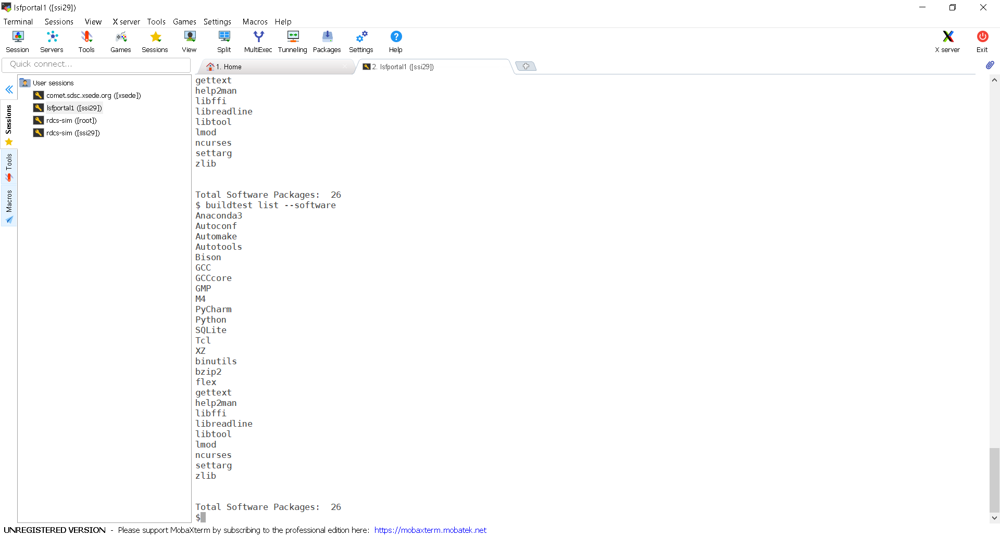 lsfportal1 ([ssi29])
Terminal Sessions View X server Tools Games Settings Macros Help
Session Servers Tools Games Sessions View Split MultiExec Tunneling Packages Settings Help X server Exit
Quick connect...
1. Home
2. lsfportal1 ([ssi29])
User sessions
comet.sdsc.xsede.org ([xsede])
lsfportal1 ([ssi29])
rdcs-sim ([root])
rdcs-sim ([ssi29])
Sessions
Tools
Macros
gettext
help2man
libffi
libreadline
libtool
lmod
ncurses
settarg
zlib
Total Software Packages:  26
$ buildtest list --software
Anaconda3
Autoconf
Automake
Autotools
Bison
GCC
GCCcore
GMP
M4
PyCharm
Python
SQLite
Tcl
XZ
binutils
bzip2
flex
gettext
help2man
libffi
libreadline
libtool
lmod
ncurses
settarg
zlib
Total Software Packages:  26
$
UNREGISTERED VERSION - Please support MobaXterm by subscribing to the professional edition here: https://mobaxterm.mobatek.net